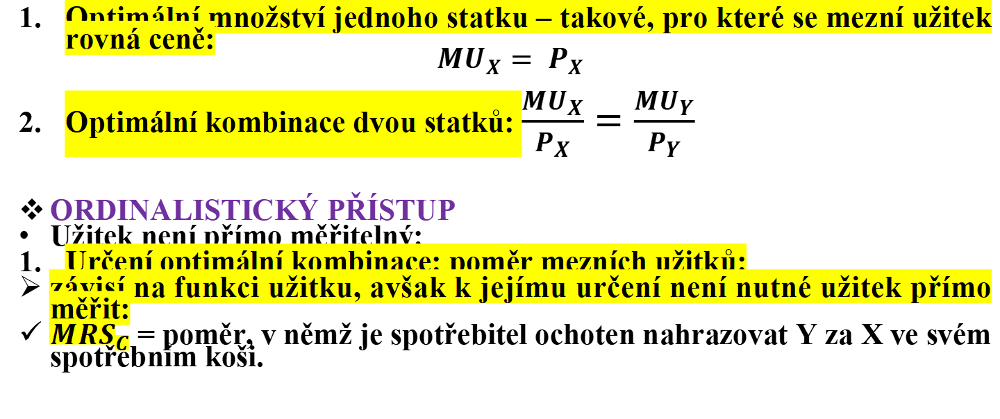 1. Optimální množství jednoho statku – takové, pro které se mezní užitek
rovná ceně:
MU_X = P_X
2. Optimální kombinace dvou statků: MU_X / P_X = MU_Y / P_Y
❖ ORDINALISTICKÝ PŘÍSTUP
• Užitek není přímo měřitelný:
1. Určení optimální kombinace: poměr mezních užitků:
➢ závisí na funkci užitku, avšak k jejímu určení není nutné užitek přímo
měřit:
✓ MRS_C = poměr, v němž je spotřebitel ochoten nahrazovat Y za X ve svém
spotřebním koši.